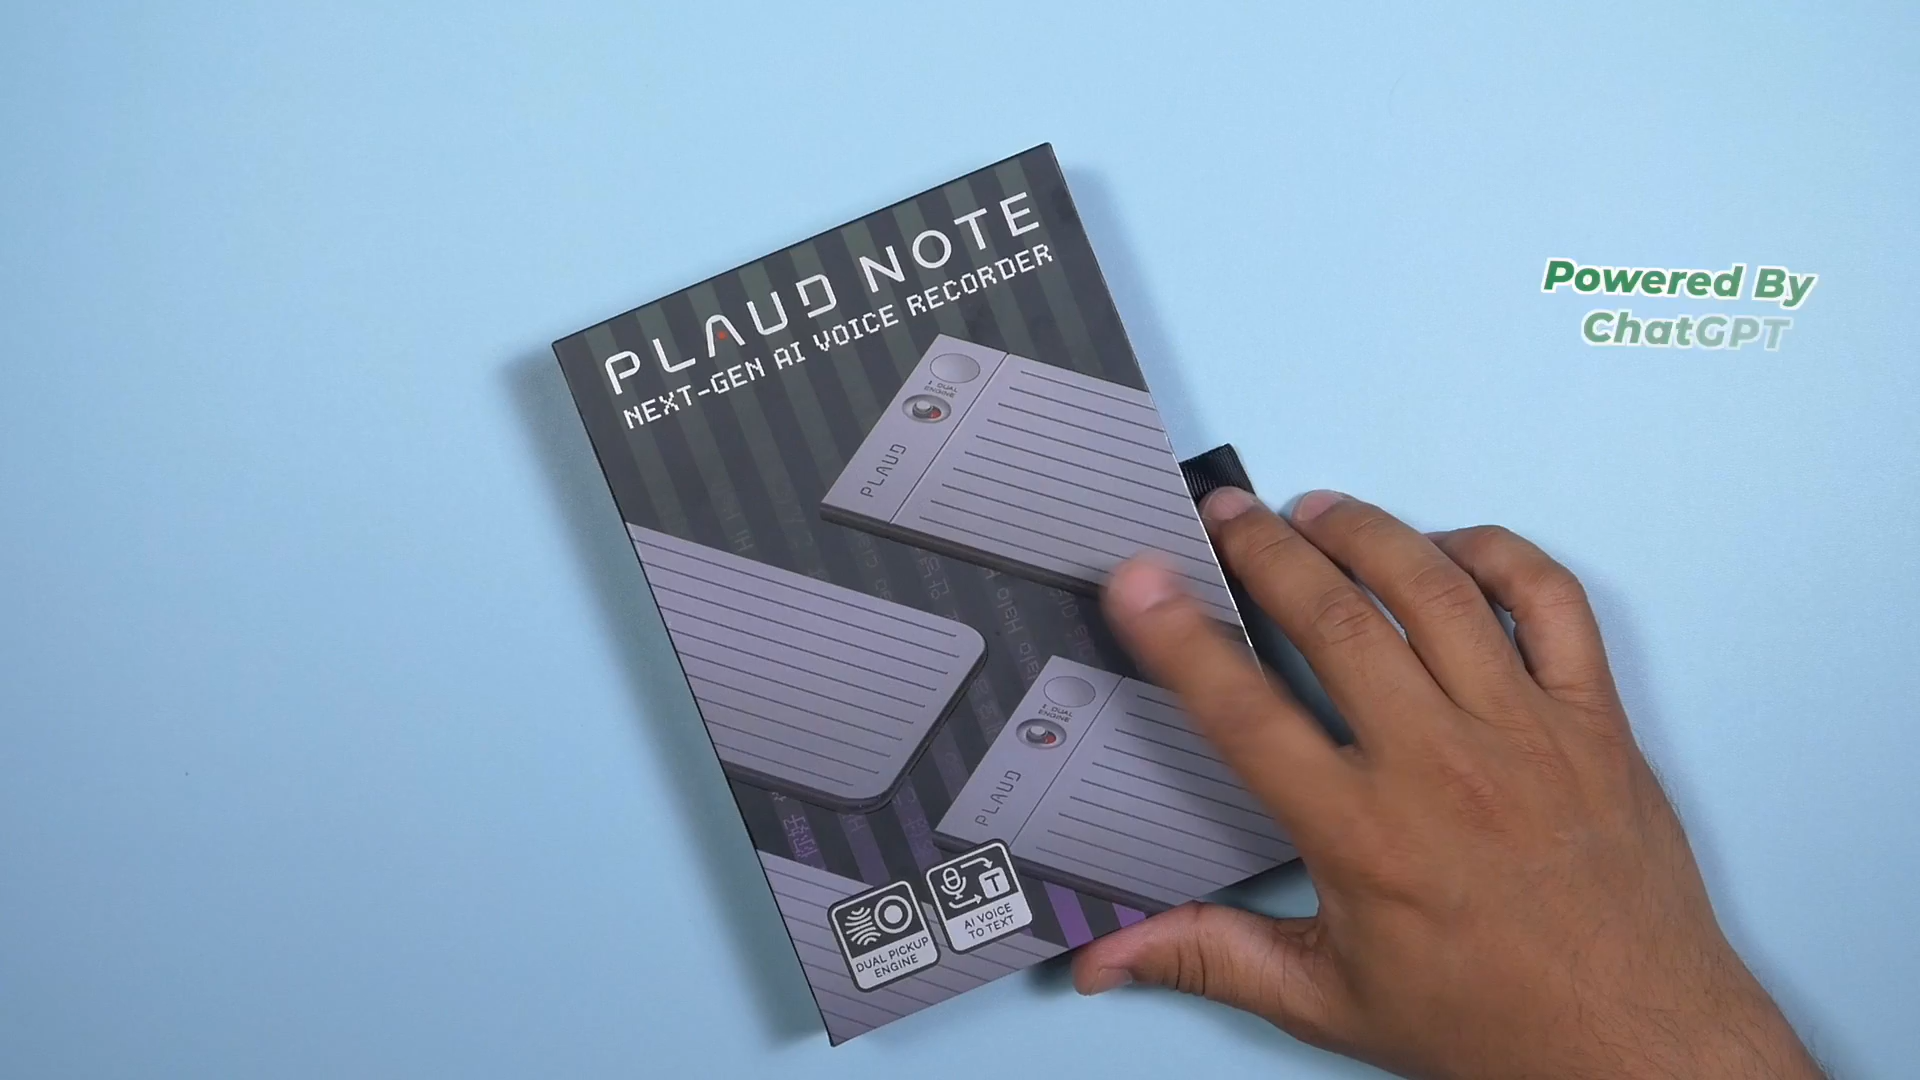 PLAUD NOTE
NEXT-GEN AI VOICE RECORDER
Powered By
ChatGPT
DUAL
ENGINE
PLAUD
DUAL
ENGINE
PLAUD
DUAL PICKUP
ENGINE
T
AI VOICE
TO TEXT